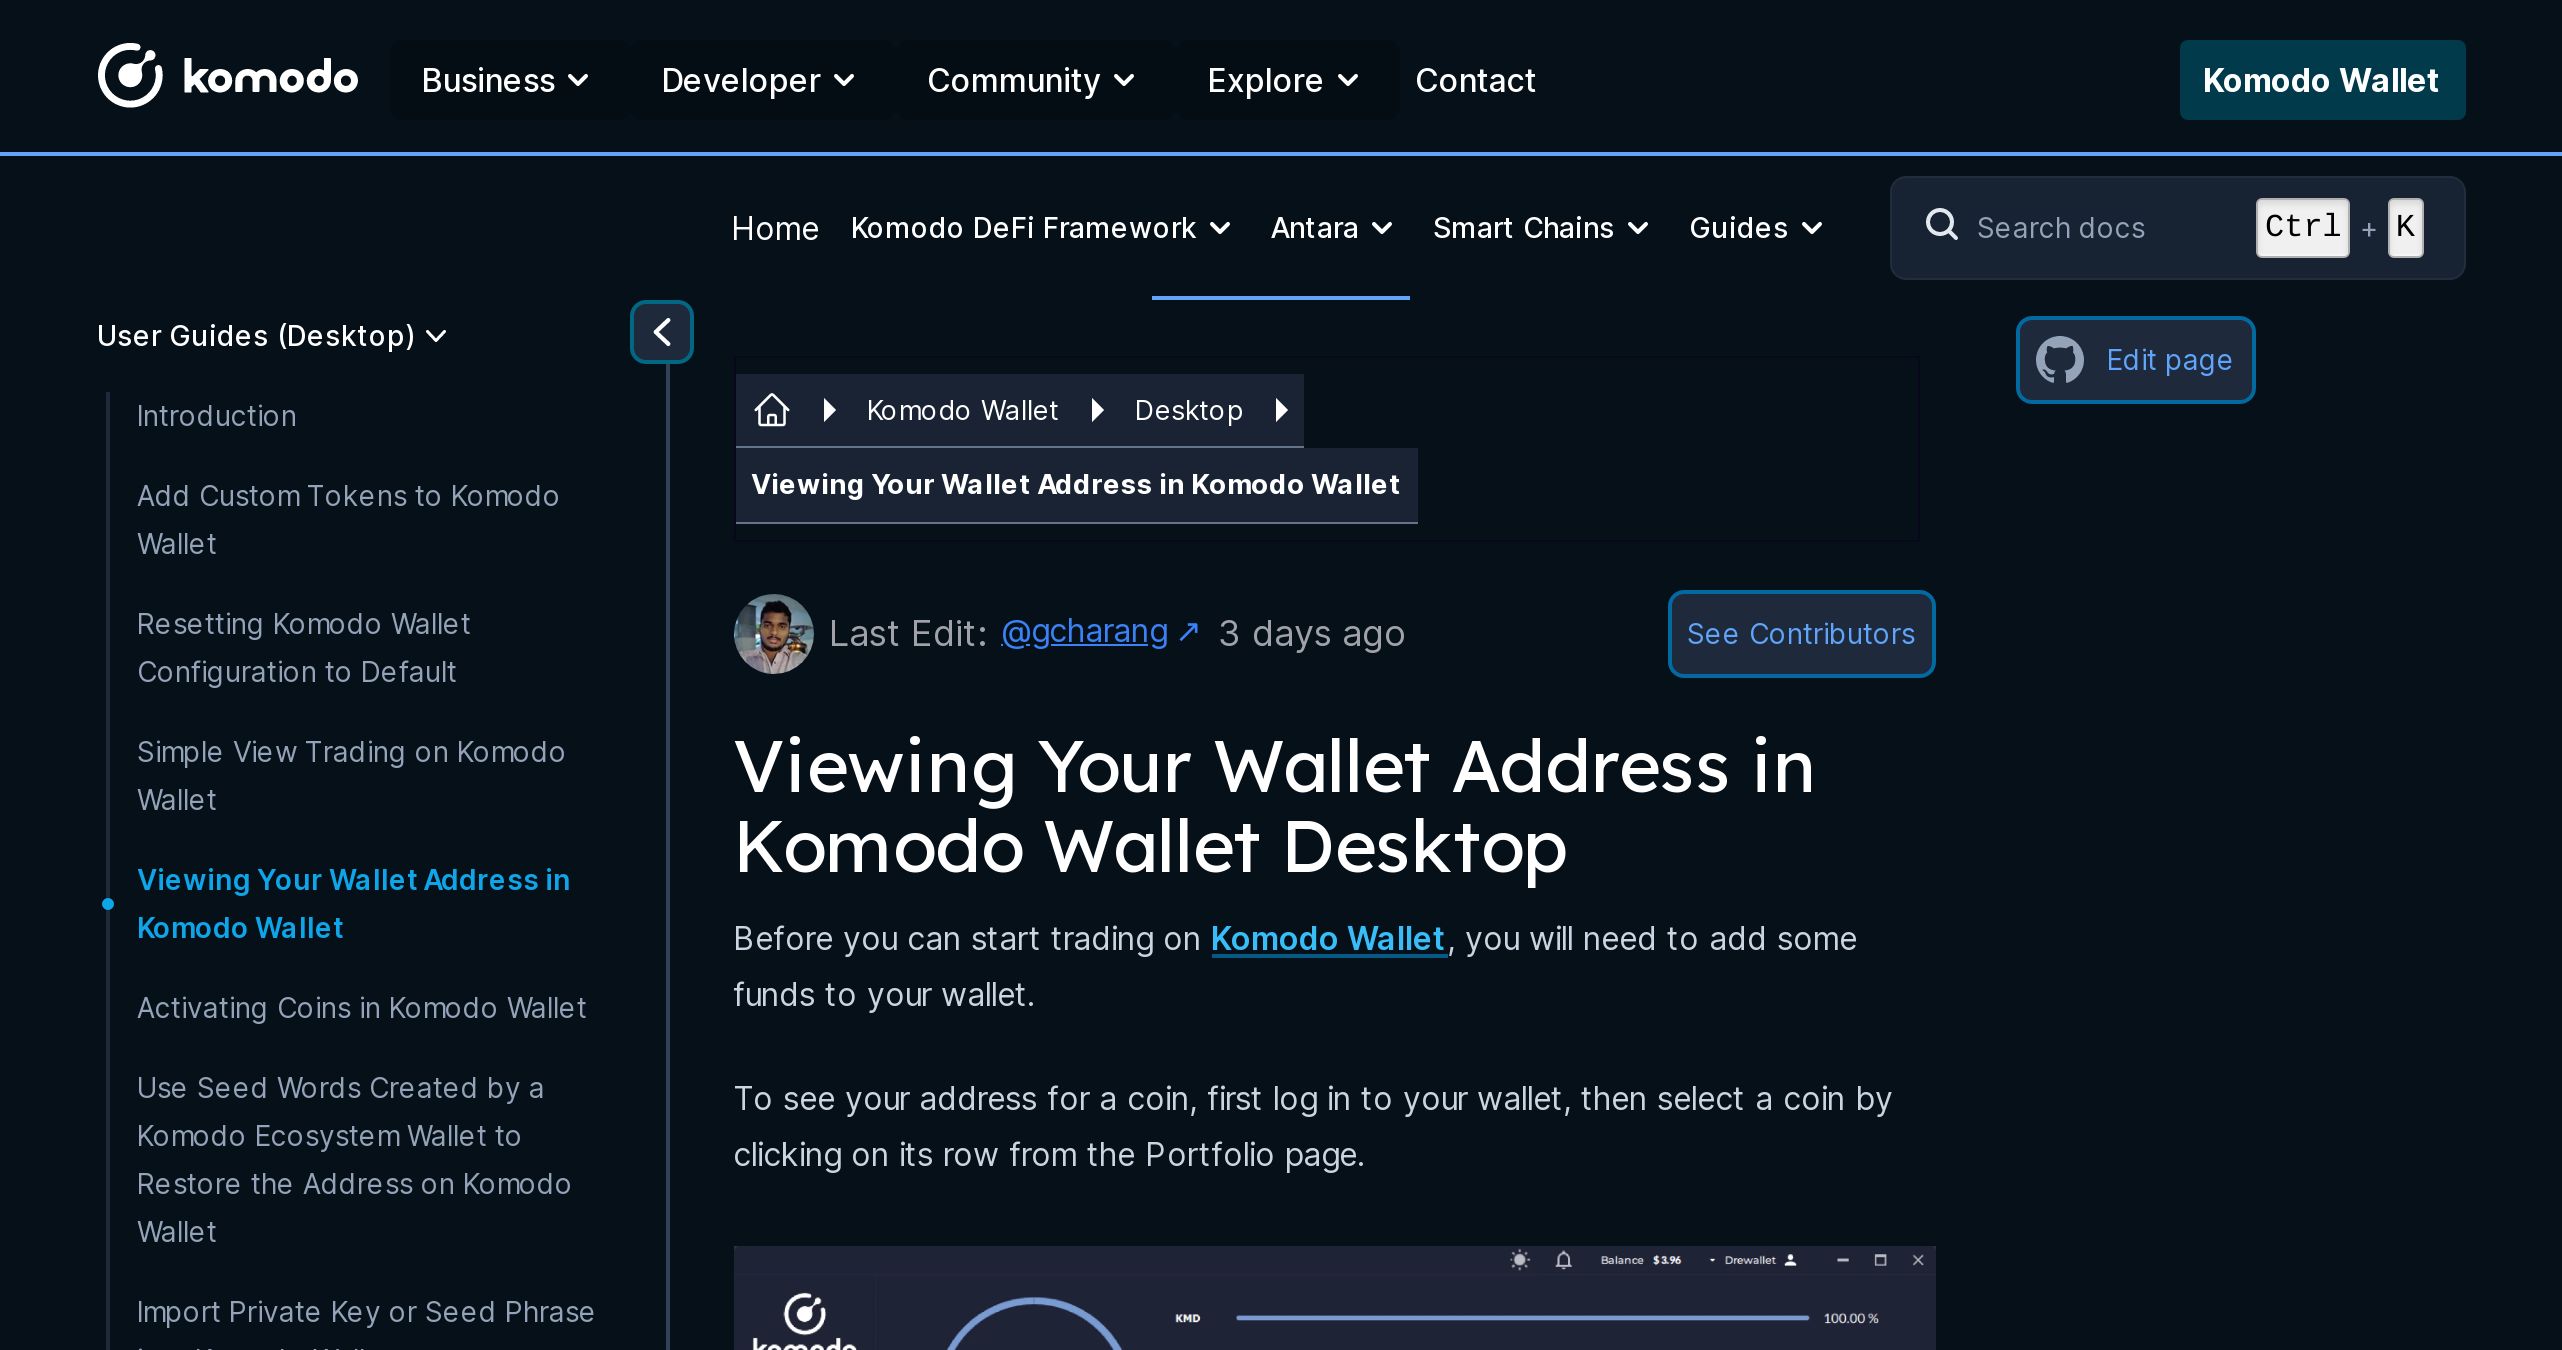 komodo
Business
Developer
Community
Explore
Contact
Komodo Wallet
Home
Komodo DeFi Framework
Antara
Smart Chains
Guides
Search docs
Ctrl + K
User Guides (Desktop)
Introduction
Add Custom Tokens to Komodo
Wallet
Resetting Komodo Wallet
Configuration to Default
Simple View Trading on Komodo
Wallet
Viewing Your Wallet Address in
Komodo Wallet
Activating Coins in Komodo Wallet
Use Seed Words Created by a
Komodo Ecosystem Wallet to
Restore the Address on Komodo
Wallet
Import Private Key or Seed Phrase
Komodo Wallet
Desktop
Viewing Your Wallet Address in Komodo Wallet
Edit page
Last Edit: @gcharang 3 days ago
See Contributors
Viewing Your Wallet Address in
Komodo Wallet Desktop
Before you can start trading on Komodo Wallet, you will need to add some
funds to your wallet.
To see your address for a coin, first log in to your wallet, then select a coin by
clicking on its row from the Portfolio page.
Balance $3.96
Drewallet
komodo
KMD
100.00 %